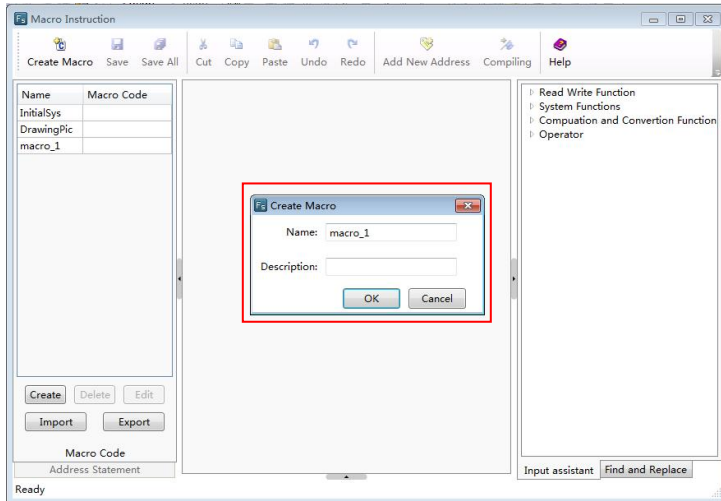 Fs Macro Instruction
Create Macro Save Save All Cut Copy Paste Undo Redo Add New Address Compiling Help
Name Macro Code
InitialSys
DrawingPic
macro_1
Create Delete Edit
Import Export
Macro Code
Address Statement
Ready
Fs Create Macro
Name: macro_1
Description:
OK Cancel
Read Write Function
System Functions
Compuation and Convertion Function
Operator
Input assistant Find and Replace